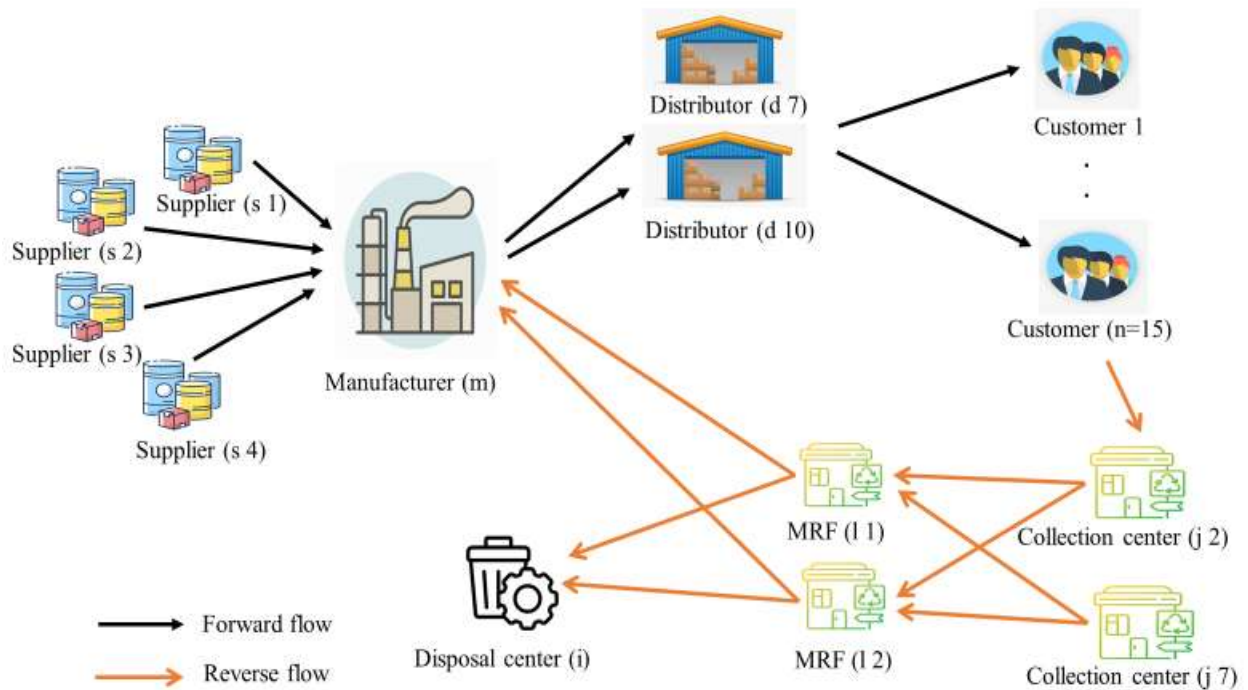 Distributor (d 7)
Customer 1
.
.
.
Supplier (s 1)
Supplier (s 2)
Distributor (d 10)
Supplier (s 3)
Customer (n=15)
Manufacturer (m)
Supplier (s 4)
MRF (l 1)
Collection center (j 2)
Forward flow
Disposal center (i)
MRF (l 2)
Reverse flow
Collection center (j 7)